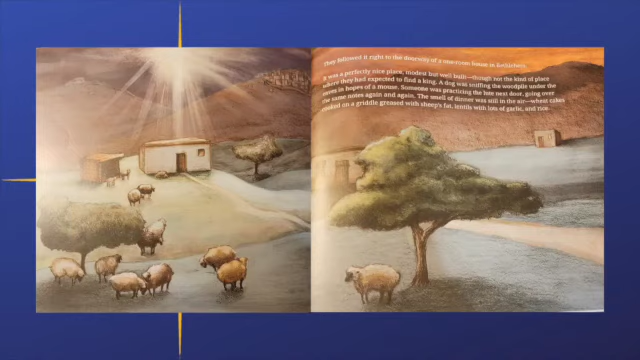 They followed it right to the doorway of a one-room house in Bethlehem.
It was a perfectly nice place, modest but well built—though not the kind of place
where they had expected to find a king. A dog was sniffing the woodpile under the
eaves in hopes of a mouse. Someone was practicing the lute next door, going over
the same notes again and again. The smell of dinner was still in the air—wheat cakes
cooked on a griddle greased with sheep's fat, lentils with lots of garlic, and rice.